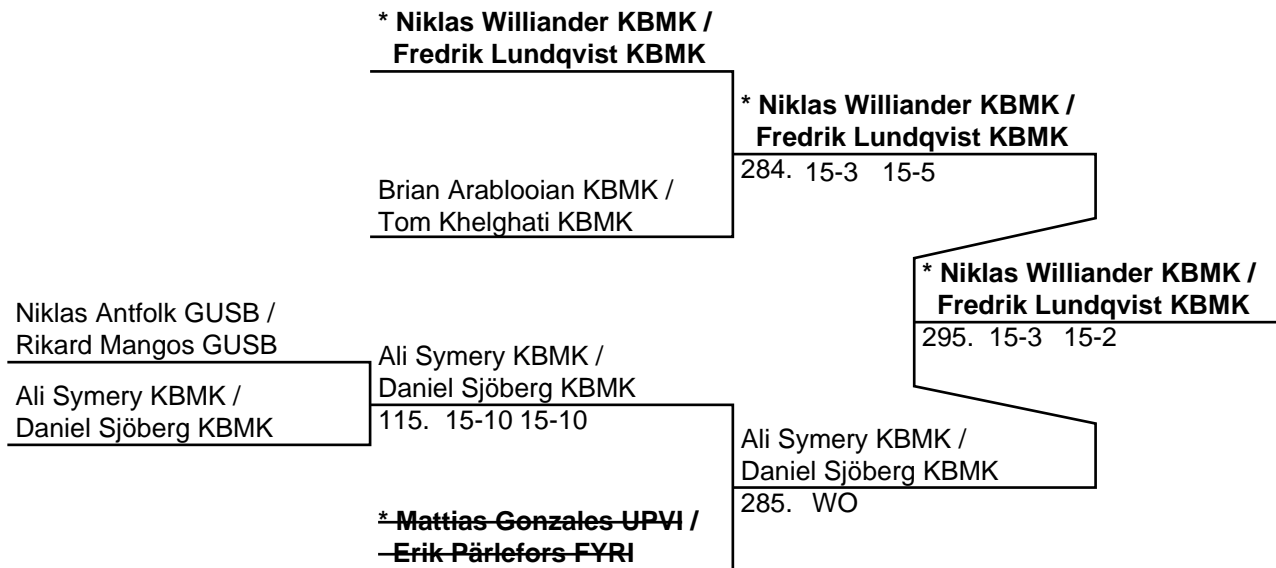 * Niklas Williander KBMK /
Fredrik Lundqvist KBMK
* Niklas Williander KBMK /
Fredrik Lundqvist KBMK
284. 15-3 15-5
Brian Arablooian KBMK /
Tom Khelghati KBMK
* Niklas Williander KBMK /
Fredrik Lundqvist KBMK
295. 15-3 15-2
Niklas Antfolk GUSB /
Rikard Mangos GUSB
Ali Symery KBMK /
Daniel Sjöberg KBMK
Ali Symery KBMK /
Daniel Sjöberg KBMK
115. 15-10 15-10
Ali Symery KBMK /
Daniel Sjöberg KBMK
285. WO
* Mattias Gonzales UPVI /
Erik Pärlefors FYRI